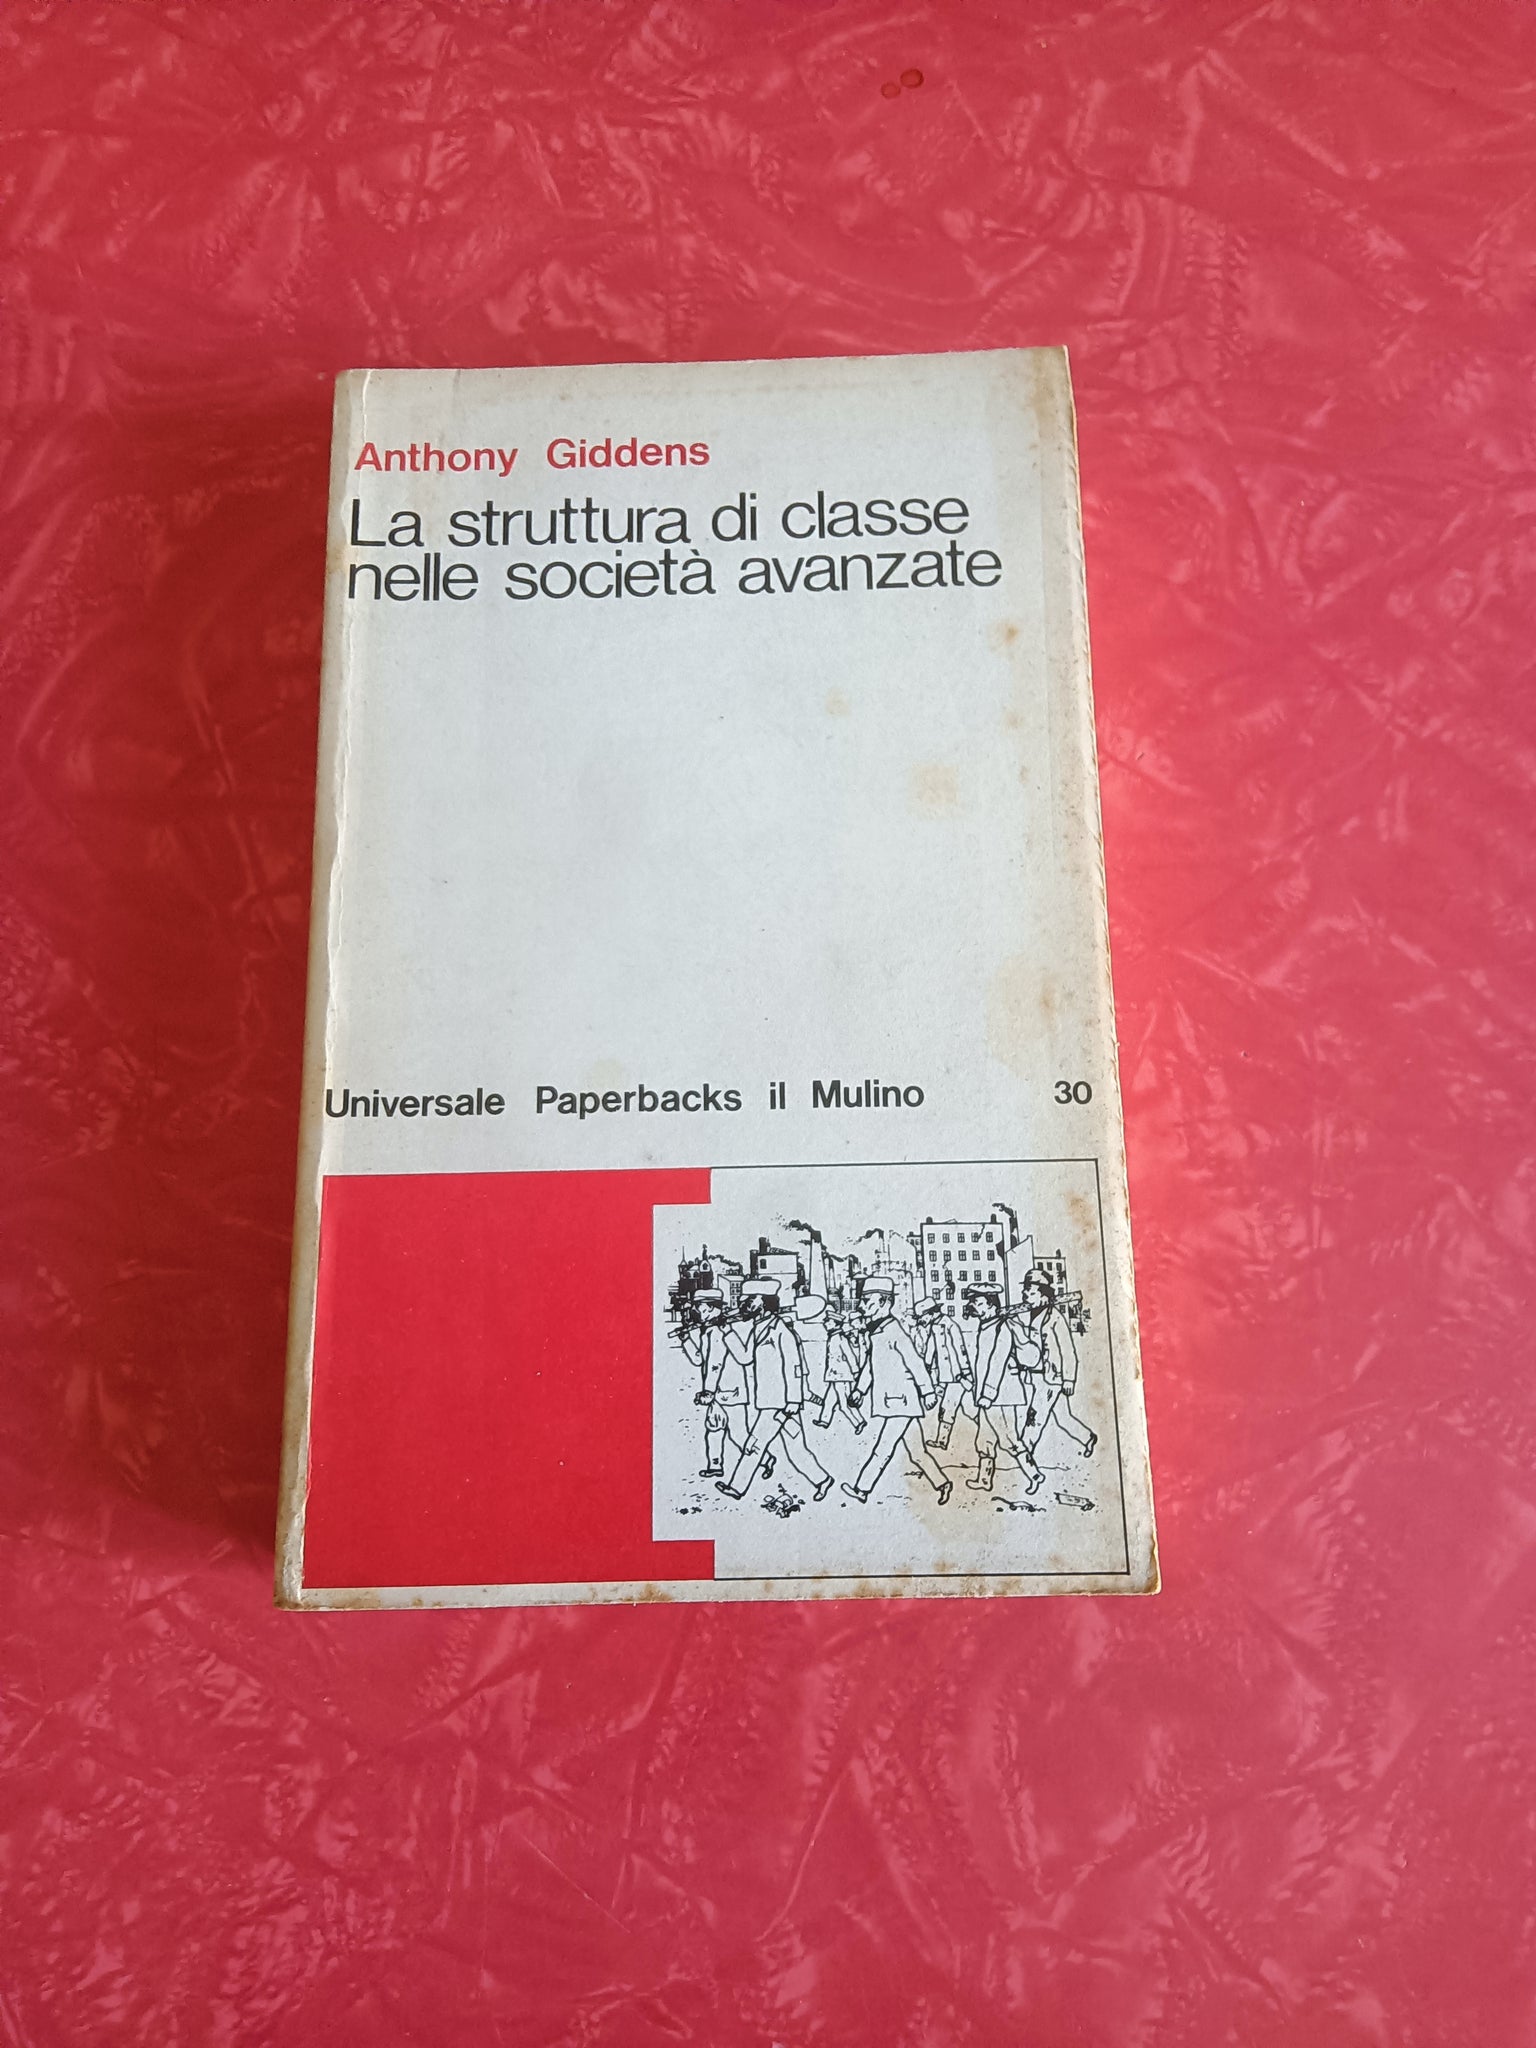 Anthony Giddens
La struttura di classe
nelle società avanzate
Universale Paperbacks il Mulino 30